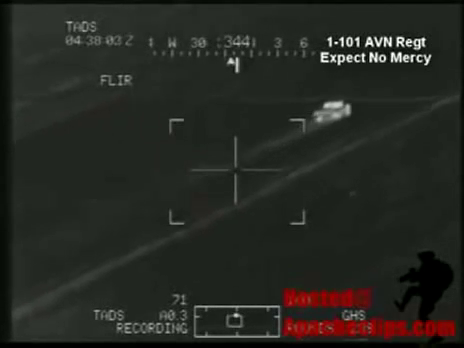 TADS
04:38:03Z
W 30 344 3 6
1-101 AVN Regt
Expect No Mercy
FLIR
Hosted@
Apacheclips.com
71
TADS A0.3 GHS
RECORDING